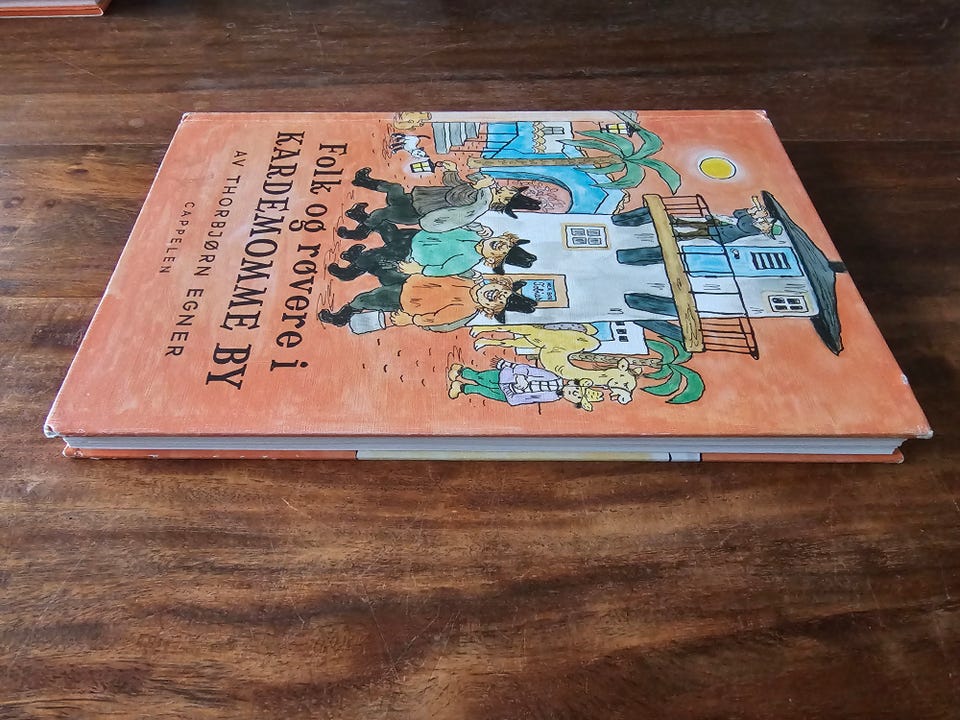 Folk og røvere i
KARDEMOMME BY
AV THORBJØRN EGNER
CAPPELEN